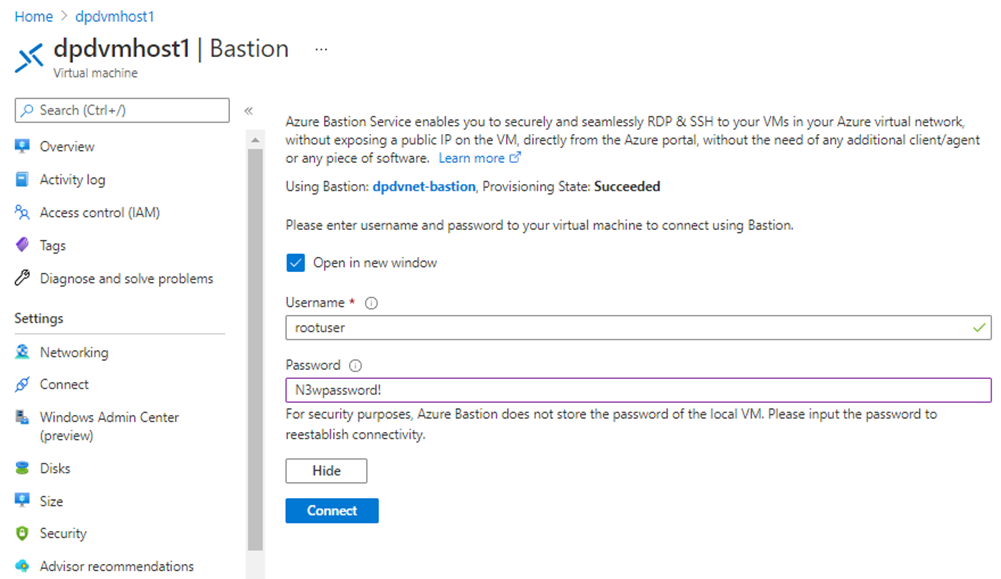 Home > dpdvmhost1
dpdvmhost1 | Bastion ...
Virtual machine
Search (Ctrl+/)
«
Overview
Activity log
Access control (IAM)
Tags
Diagnose and solve problems
Settings
Networking
Connect
Windows Admin Center
(preview)
Disks
Size
Security
Advisor recommendations
Azure Bastion Service enables you to securely and seamlessly RDP & SSH to your VMs in your Azure virtual network,
without exposing a public IP on the VM, directly from the Azure portal, without the need of any additional client/agent
or any piece of software. Learn more
Using Bastion: dpdvnet-bastion, Provisioning State: Succeeded
Please enter username and password to your virtual machine to connect using Bastion.
Open in new window
Username *
rootuser
Password
N3wpassword!
For security purposes, Azure Bastion does not store the password of the local VM. Please input the password to
reestablish connectivity.
Hide
Connect